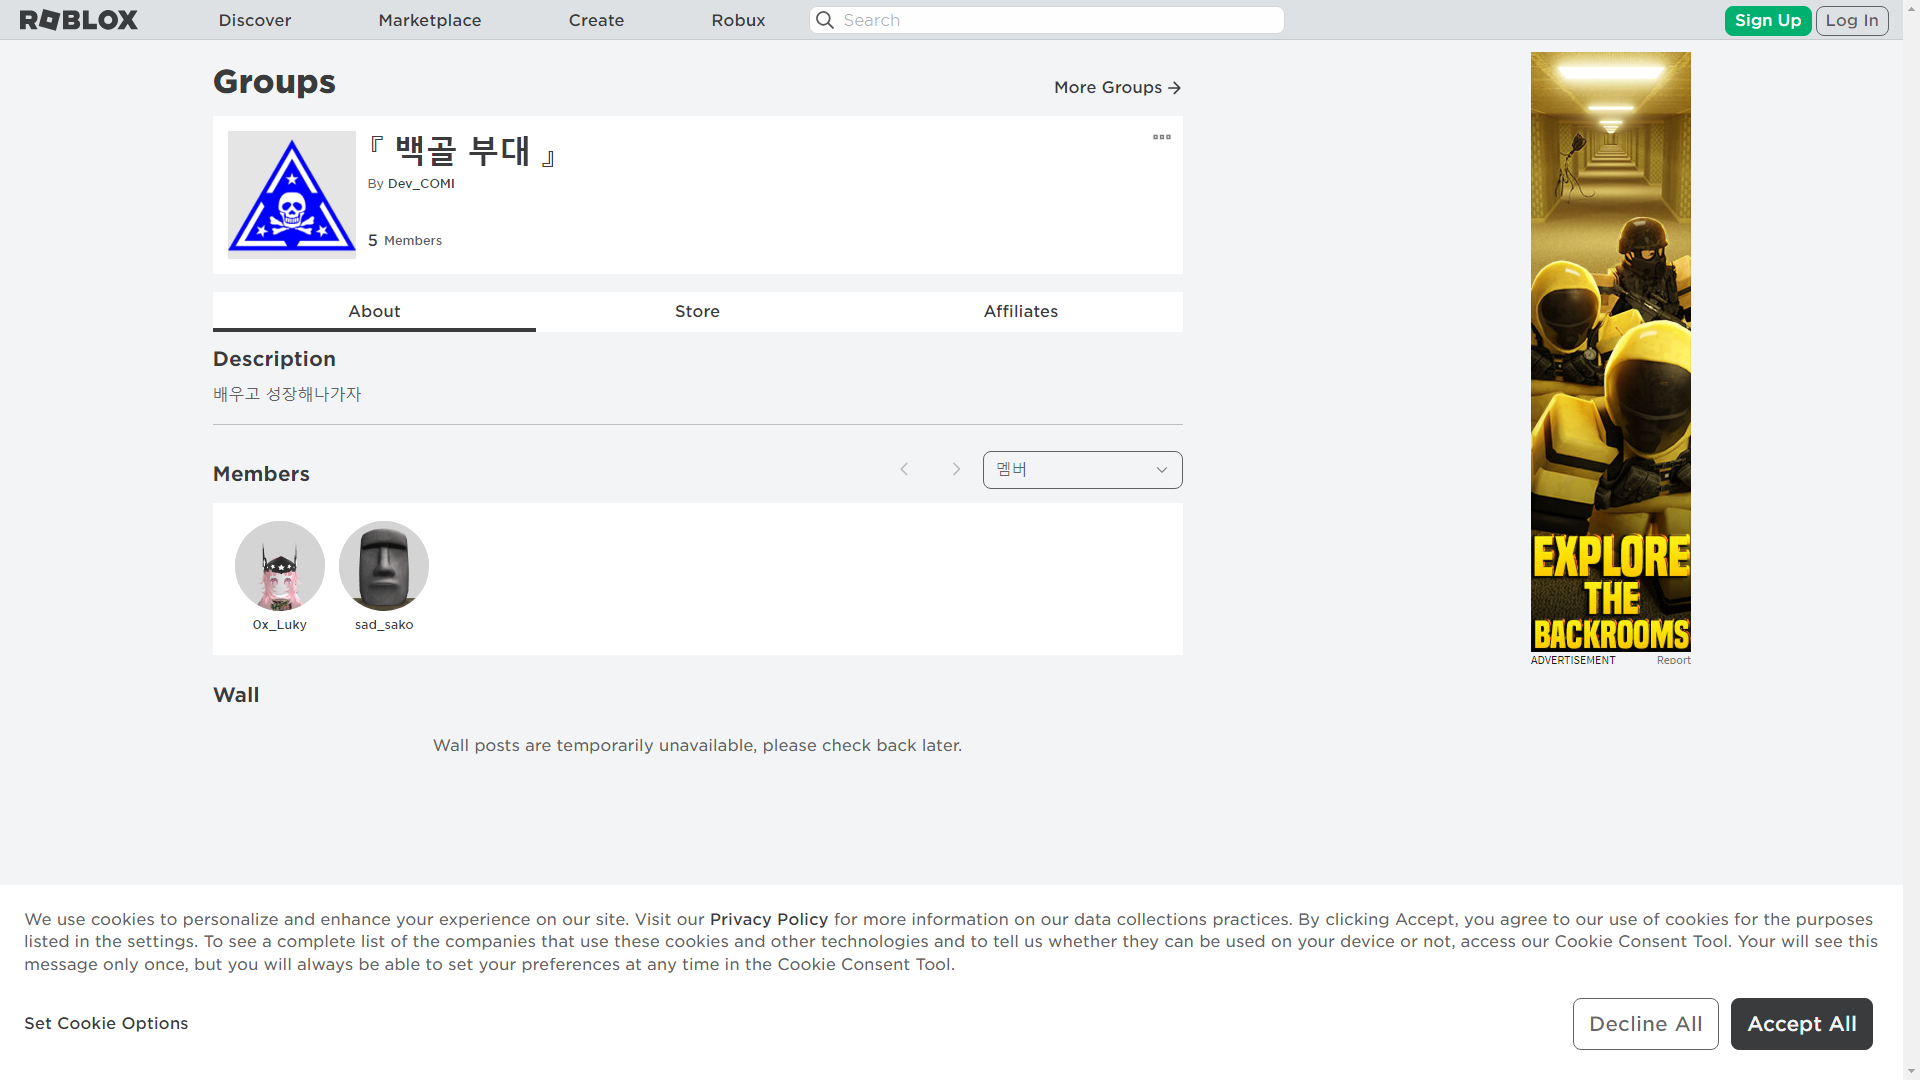 ROBLOX
Discover
Marketplace
Create
Robux
Search
Sign Up
Log In
Groups
More Groups
『 백골 부대 』
By Dev_COMI
5 Members
About
Store
Affiliates
Description
배우고 성장해나가자
Members
멤버
0x_Luky
sad_sako
Wall
Wall posts are temporarily unavailable, please check back later.
EXPLORE
THE
BACKROOMS
ADVERTISEMENT
Report
We use cookies to personalize and enhance your experience on our site. Visit our Privacy Policy for more information on our data collections practices. By clicking Accept, you agree to our use of cookies for the purposes
listed in the settings. To see a complete list of the companies that use these cookies and other technologies and to tell us whether they can be used on your device or not, access our Cookie Consent Tool. Your will see this
message only once, but you will always be able to set your preferences at any time in the Cookie Consent Tool.
Set Cookie Options
Decline All
Accept All